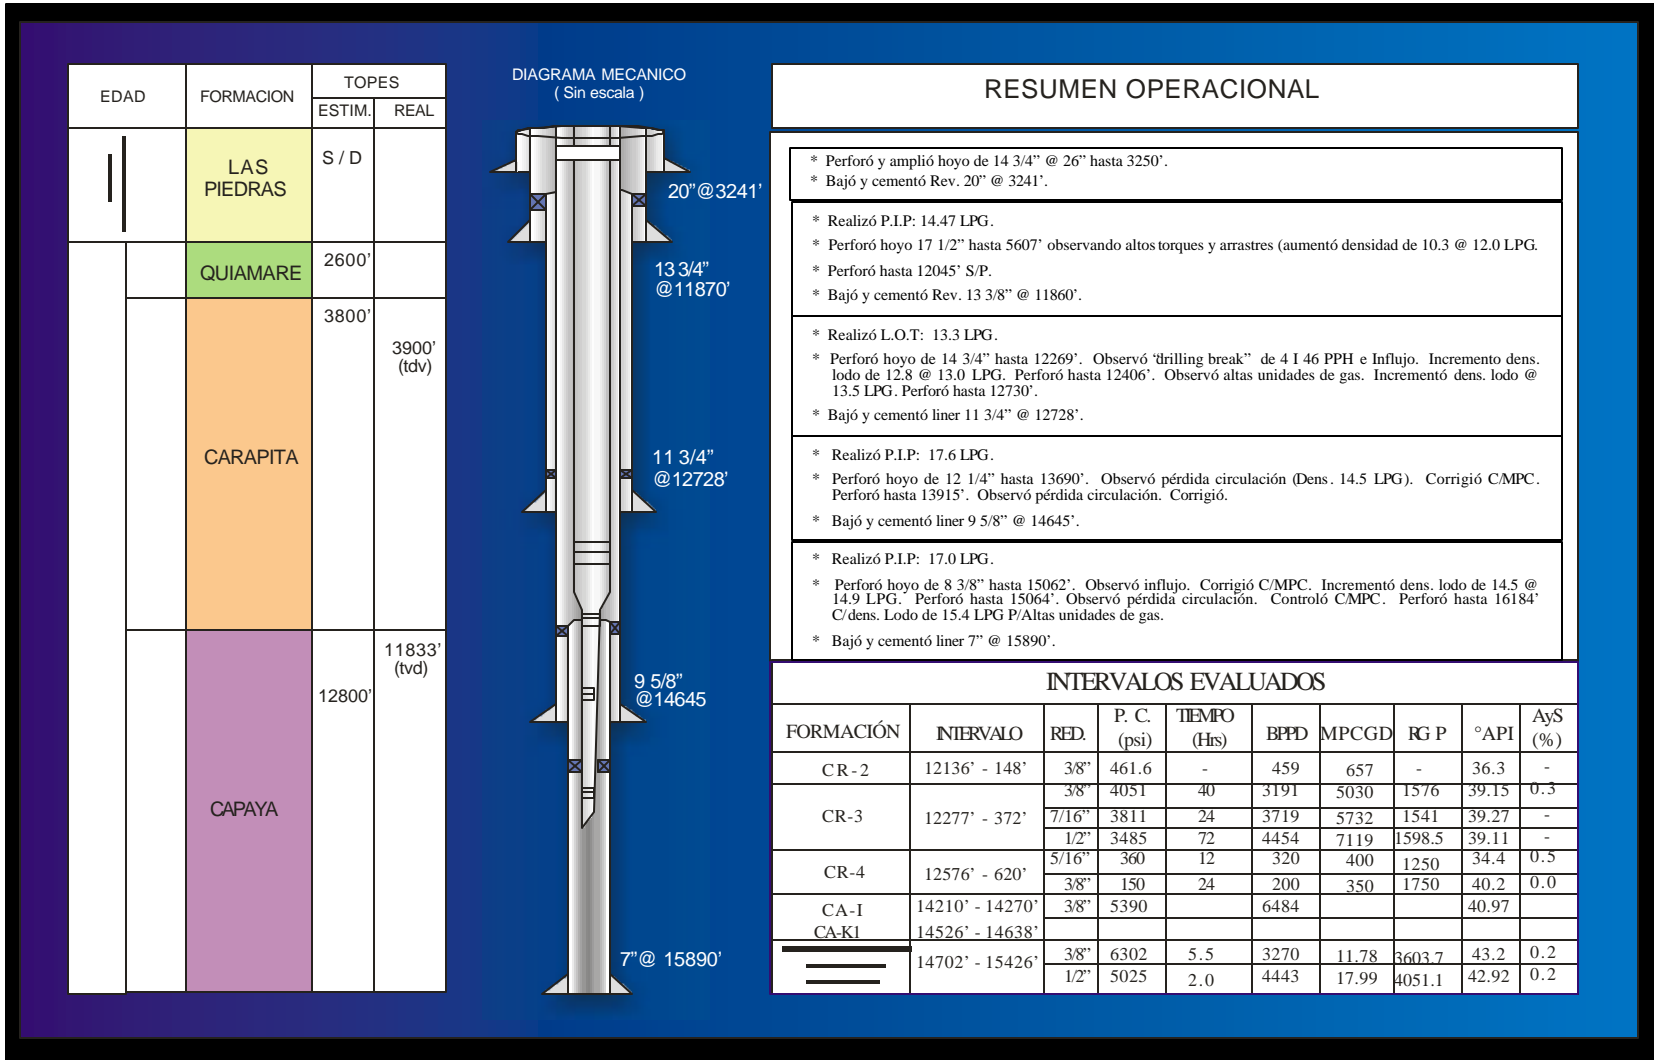 EDAD
FORMACION
TOPES
ESTIM.
REAL
LAS
PIEDRAS
S / D
QUIAMARE
2600’
CARAPITA
3800’
3900’
(tdv)
CAPAYA
11833’
(tvd)
12800’
DIAGRAMA MECANICO
( Sin escala )
20”@3241’
13 3/4”
@11870’
11 3/4”
@12728’
9 5/8”
@14645
7”@ 15890’
RESUMEN OPERACIONAL
* Perforó y amplió hoyo de 14 3/4” @ 26” hasta 3250’.
* Bajó y cementó Rev. 20” @ 3241’.
* Realizó P.I.P: 14.47 LPG.
* Perforó hoyo 17 1/2” hasta 5607’ observando altos torques y arrastres (aumentó densidad de 10.3 @ 12.0 LPG.
* Perforó hasta 12045’ S/P.
* Bajó y cementó Rev. 13 3/8” @ 11860’.
* Realizó L.O.T: 13.3 LPG.
* Perforó hoyo de 14 3/4” hasta 12269’. Observó “drilling break” de 4 I 46 PPH e Influjo. Incremento dens.
lodo de 12.8 @ 13.0 LPG. Perforó hasta 12406’. Observó altas unidades de gas. Incrementó dens. lodo @
13.5 LPG. Perforó hasta 12730’.
* Bajó y cementó liner 11 3/4” @ 12728’.
* Realizó P.I.P: 17.6 LPG.
* Perforó hoyo de 12 1/4” hasta 13690’. Observó pérdida circulación (Dens. 14.5 LPG). Corrigió C/MPC.
Perforó hasta 13915’. Observó pérdida circulación. Corrigió.
* Bajó y cementó liner 9 5/8” @ 14645’.
* Realizó P.I.P: 17.0 LPG.
* Perforó hoyo de 8 3/8” hasta 15062’. Observó influjo. Corrigió C/MPC. Incrementó dens. lodo de 14.5 @
14.9 LPG. Perforó hasta 15064’. Observó pérdida circulación. Controló C/MPC. Perforó hasta 16184’
C/dens. Lodo de 15.4 LPG P/Altas unidades de gas.
* Bajó y cementó liner 7” @ 15890’.
INTERVALOS EVALUADOS
FORMACIÓN INTERVALO RED. P. C. (psi) TIEMPO (Hrs) BPPD MPCGD RGP °API AyS (%)
CR-2 12136’ - 148’ 3/8” 461.6 - 459 657 - 36.3 -
CR-3 12277’ - 372’ 3/8” 4051 40 3191 5030 1576 39.15 0.3
7/16” 3811 24 3719 5732 1541 39.27 -
1/2” 3485 72 4454 7119 1598.5 39.11 -
CR-4 12576’ - 620’ 5/16” 360 12 320 400 1250 34.4 0.5
3/8” 150 24 200 350 1750 40.2 0.0
CA-I 14210’ - 14270’ 3/8” 5390 6484 40.97
CA-K1 14526’ - 14638’
14702’ - 15426’ 3/8” 6302 5.5 3270 11.78 3603.7 43.2 0.2
1/2” 5025 2.0 4443 17.99 4051.1 42.92 0.2